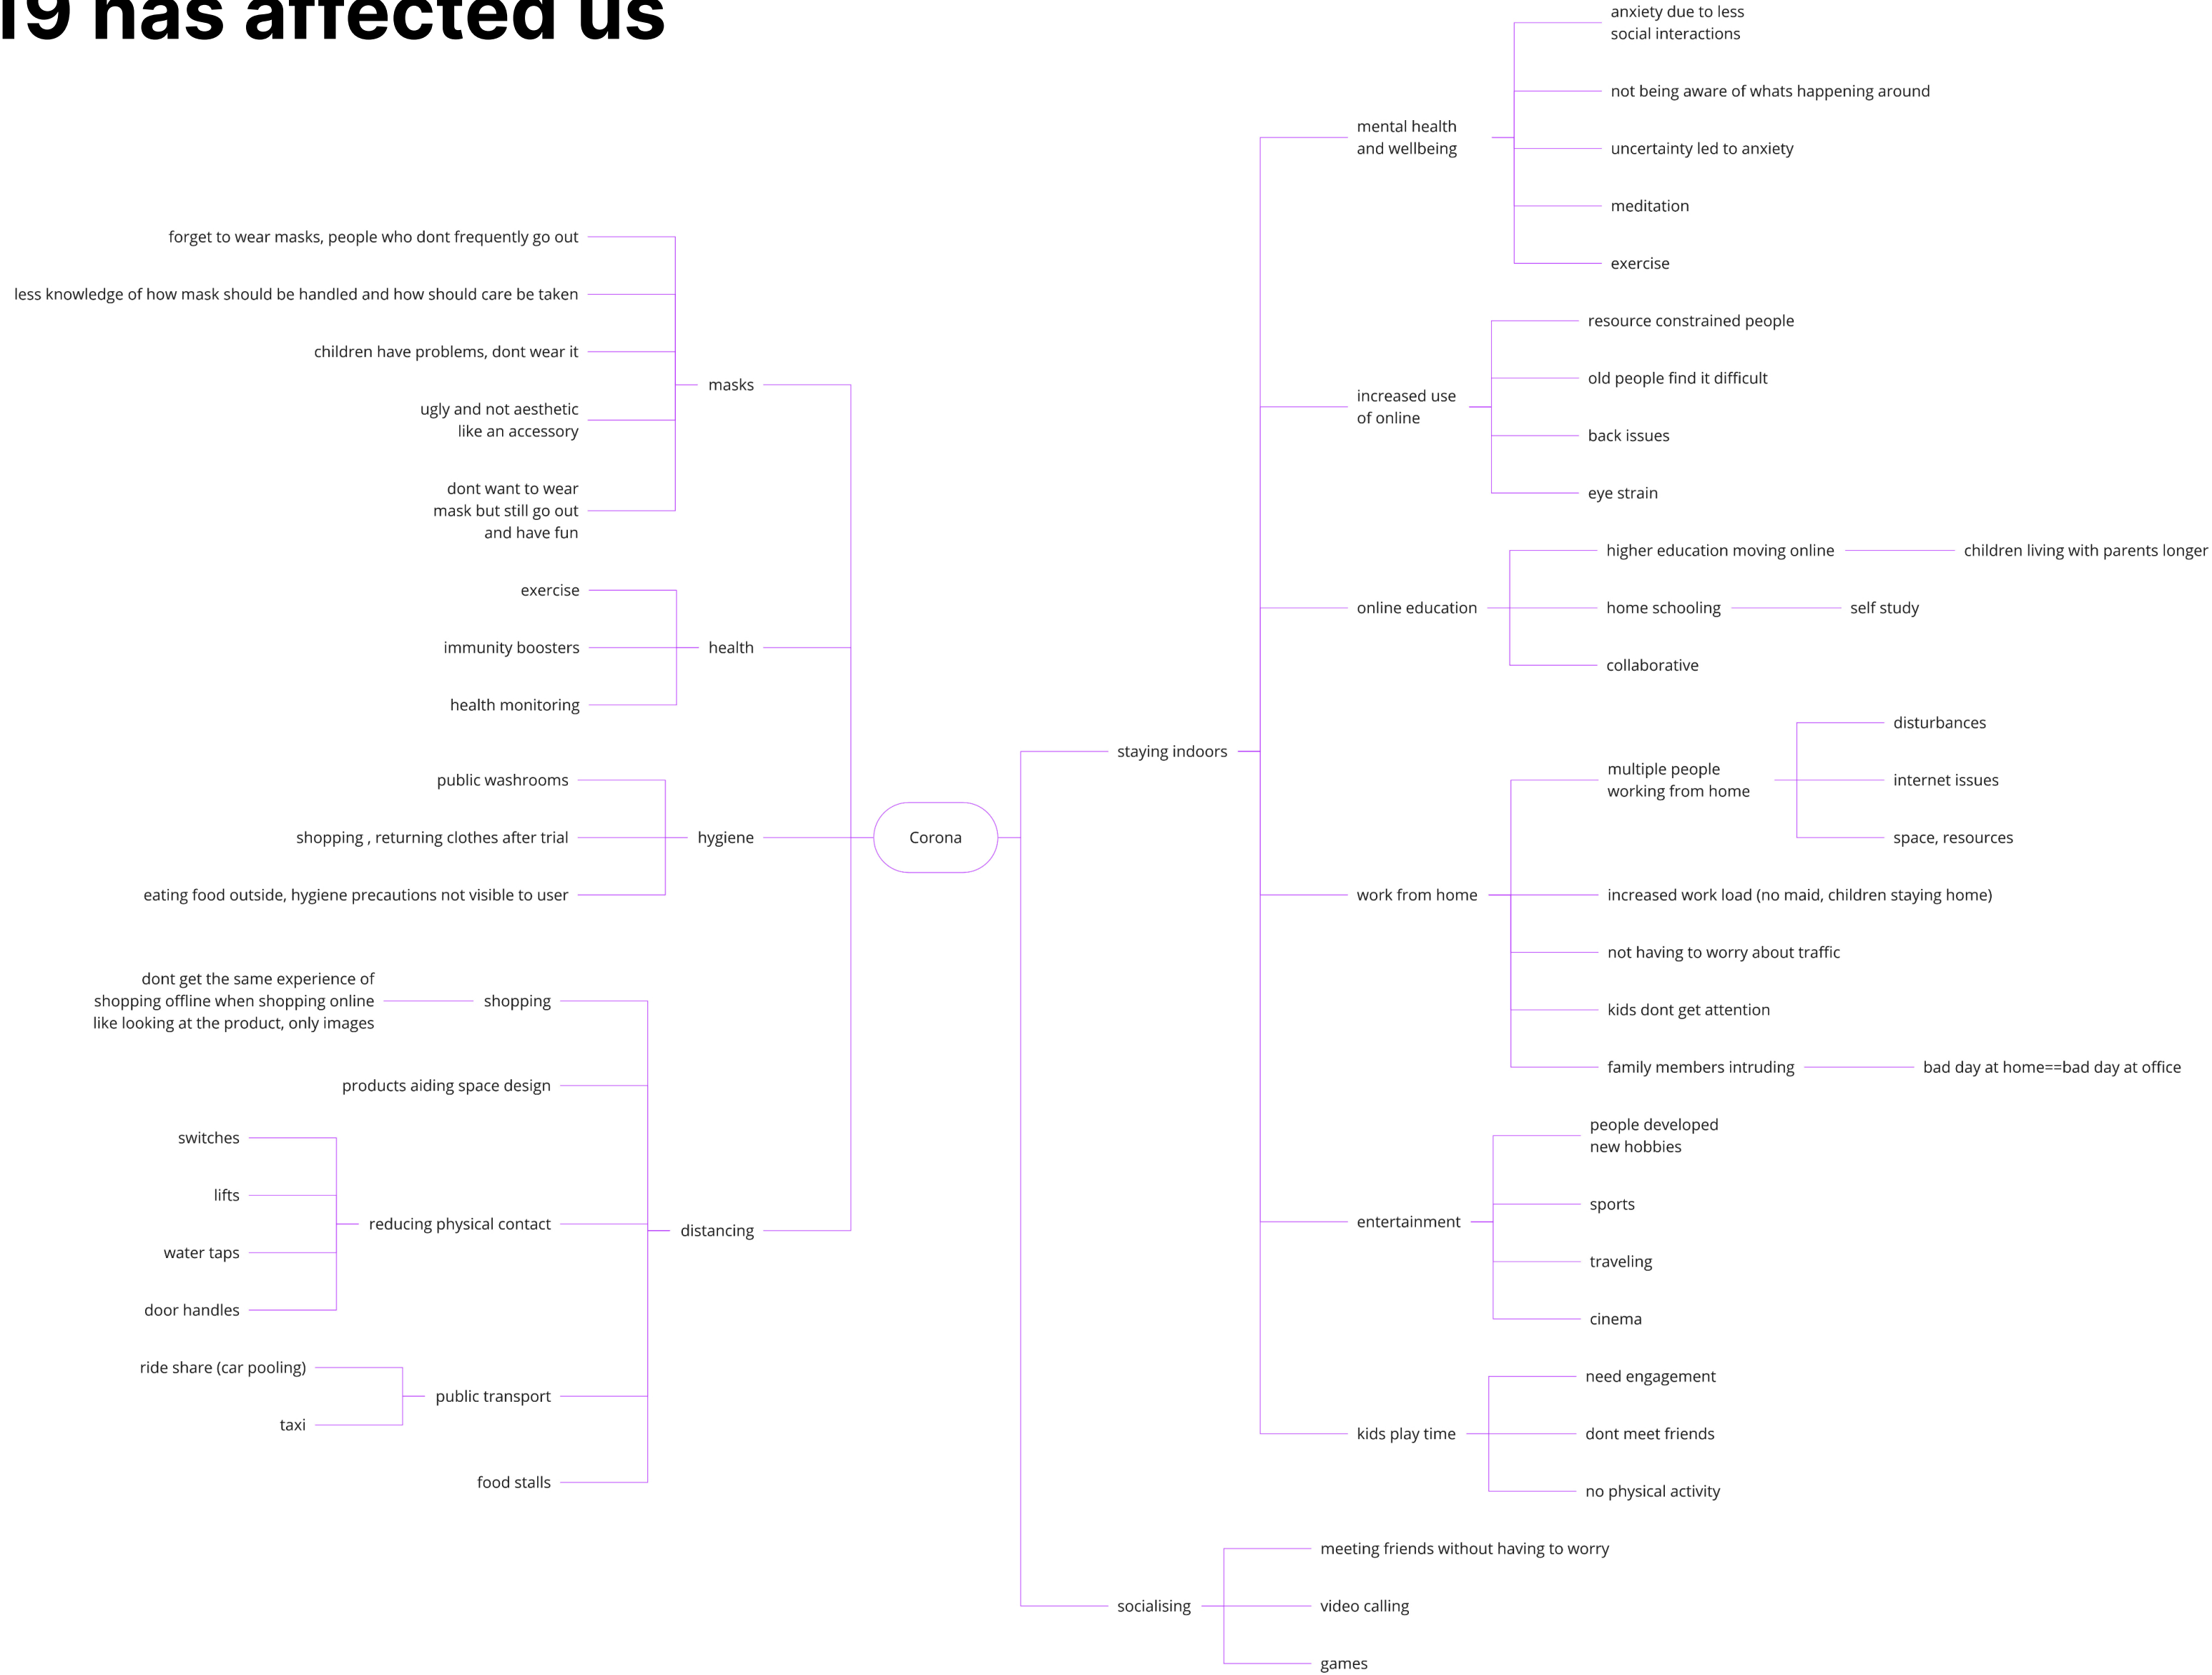 19 has affected us
anxiety due to less
social interactions
not being aware of whats happening around
mental health
and wellbeing
uncertainty led to anxiety
meditation
exercise
increased use
of online
resource constrained people
old people find it difficult
back issues
eye strain
online education
higher education moving online
children living with parents longer
home schooling
self study
collaborative
staying indoors
work from home
multiple people
working from home
disturbances
internet issues
space, resources
increased work load (no maid, children staying home)
not having to worry about traffic
kids dont get attention
family members intruding
bad day at home==bad day at office
entertainment
people developed
new hobbies
sports
traveling
cinema
kids play time
need engagement
dont meet friends
no physical activity
socialising
meeting friends without having to worry
video calling
games
Corona
masks
forget to wear masks, people who dont frequently go out
less knowledge of how mask should be handled and how should care be taken
children have problems, dont wear it
ugly and not aesthetic
like an accessory
dont want to wear
mask but still go out
and have fun
health
exercise
immunity boosters
health monitoring
hygiene
public washrooms
shopping , returning clothes after trial
eating food outside, hygiene precautions not visible to user
distancing
shopping
dont get the same experience of
shopping offline when shopping online
like looking at the product, only images
products aiding space design
reducing physical contact
switches
lifts
water taps
door handles
public transport
ride share (car pooling)
taxi
food stalls